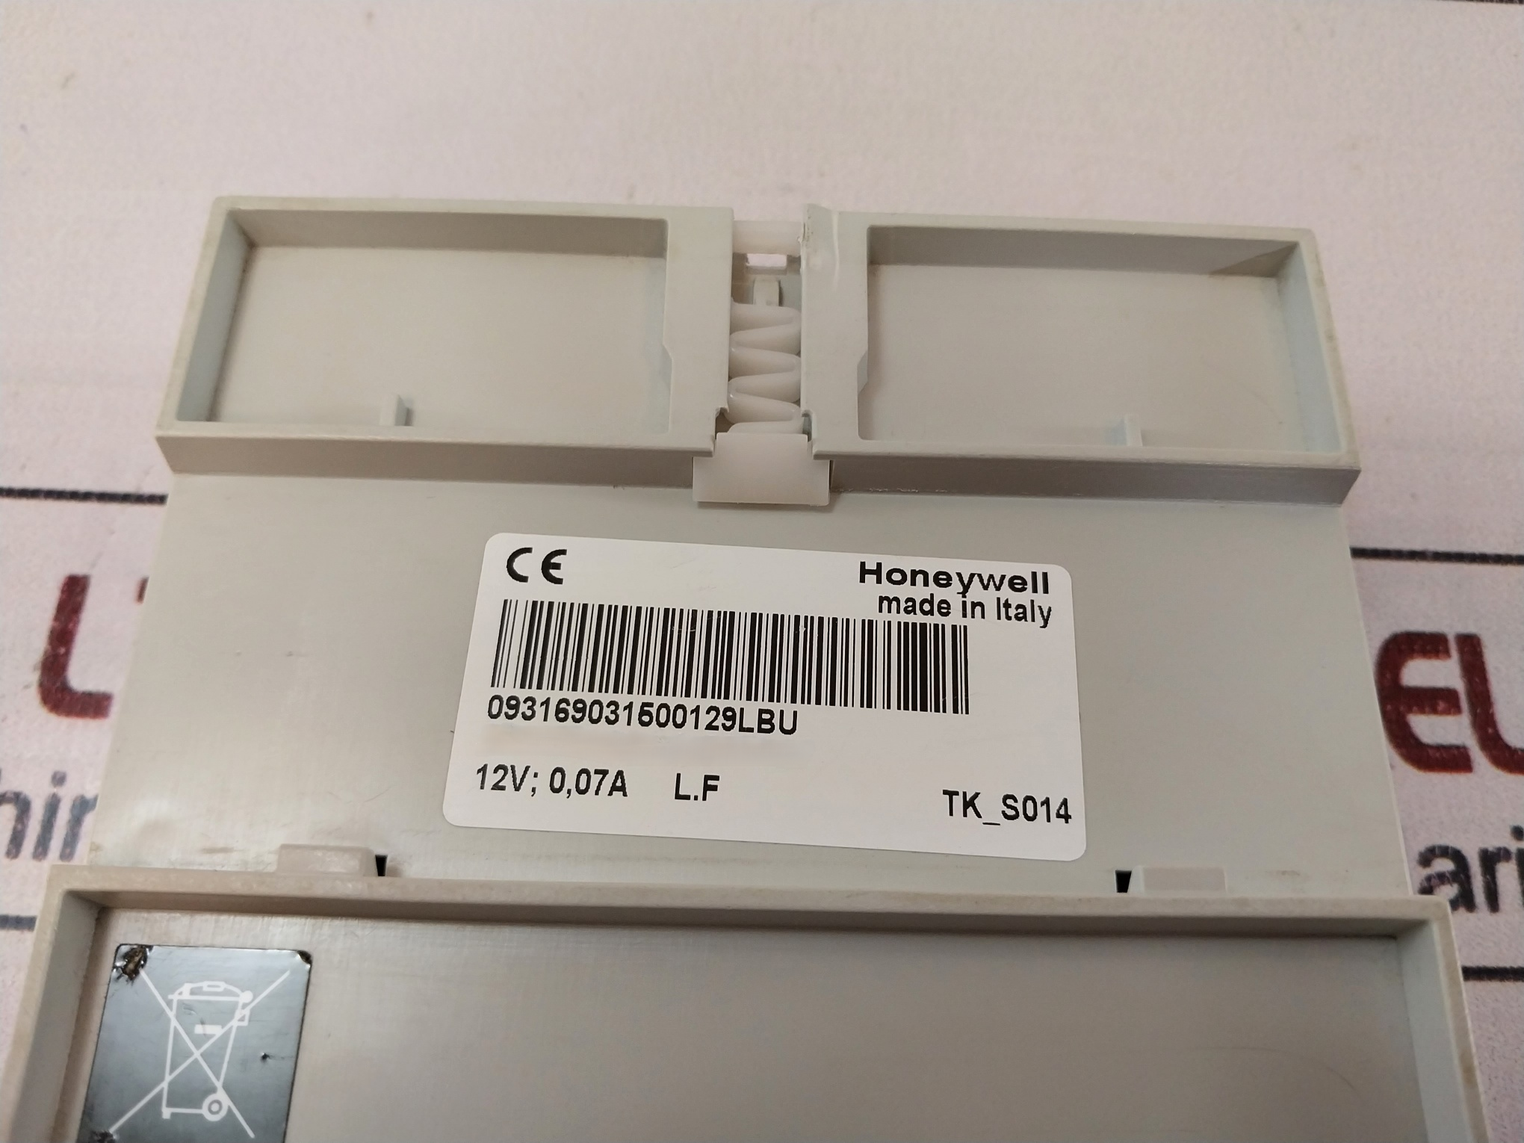 CE
Honeywell
made in Italy
093169031500129LBU
12V; 0,07A L.F
TK_S014